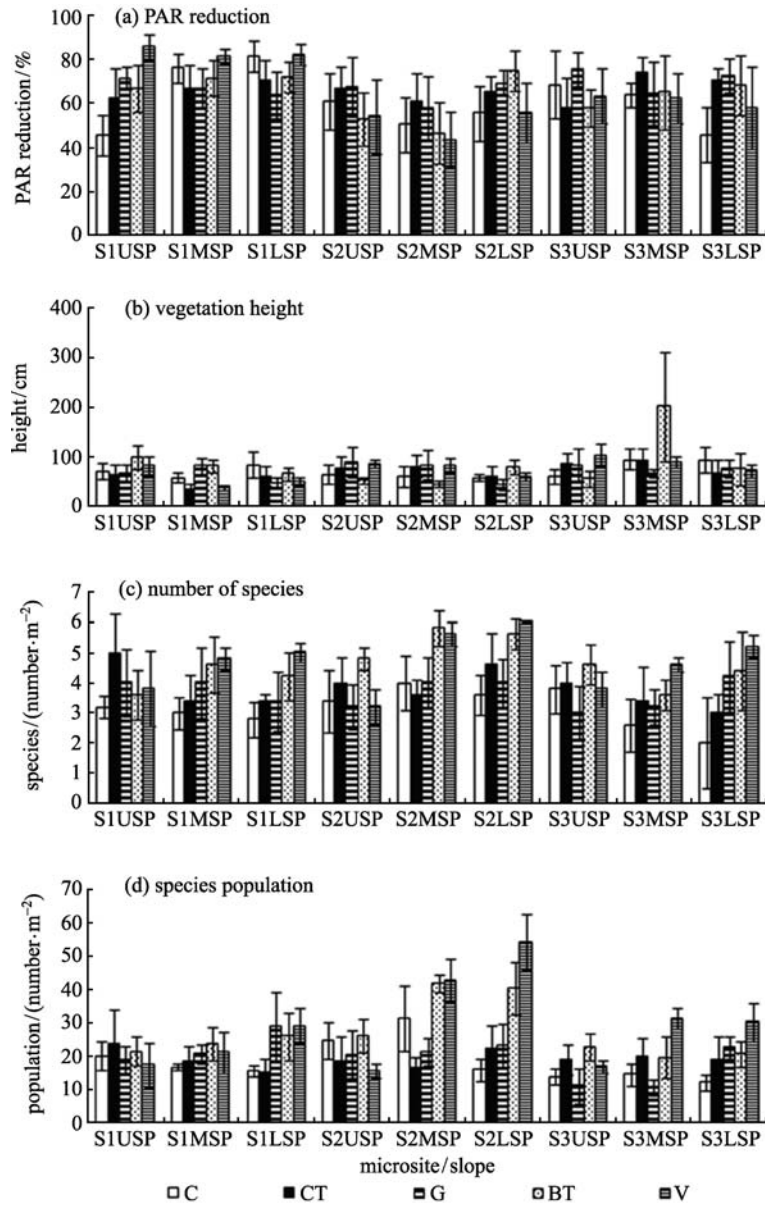 (a) PAR reduction
PAR reduction/%
100
80
60
40
20
0
S1USP S1MSP S1LSP S2USP S2MSP S2LSP S3USP S3MSP S3LSP
(b) vegetation height
height/cm
400
300
200
100
0
S1USP S1MSP S1LSP S2USP S2MSP S2LSP S3USP S3MSP S3LSP
(c) number of species
species/(number·m⁻²)
7
6
5
4
3
2
1
0
S1USP S1MSP S1LSP S2USP S2MSP S2LSP S3USP S3MSP S3LSP
(d) species population
population/(number·m⁻²)
70
60
50
40
30
20
10
0
S1USP S1MSP S1LSP S2USP S2MSP S2LSP S3USP S3MSP S3LSP
microsite/slope
C CT G BT V